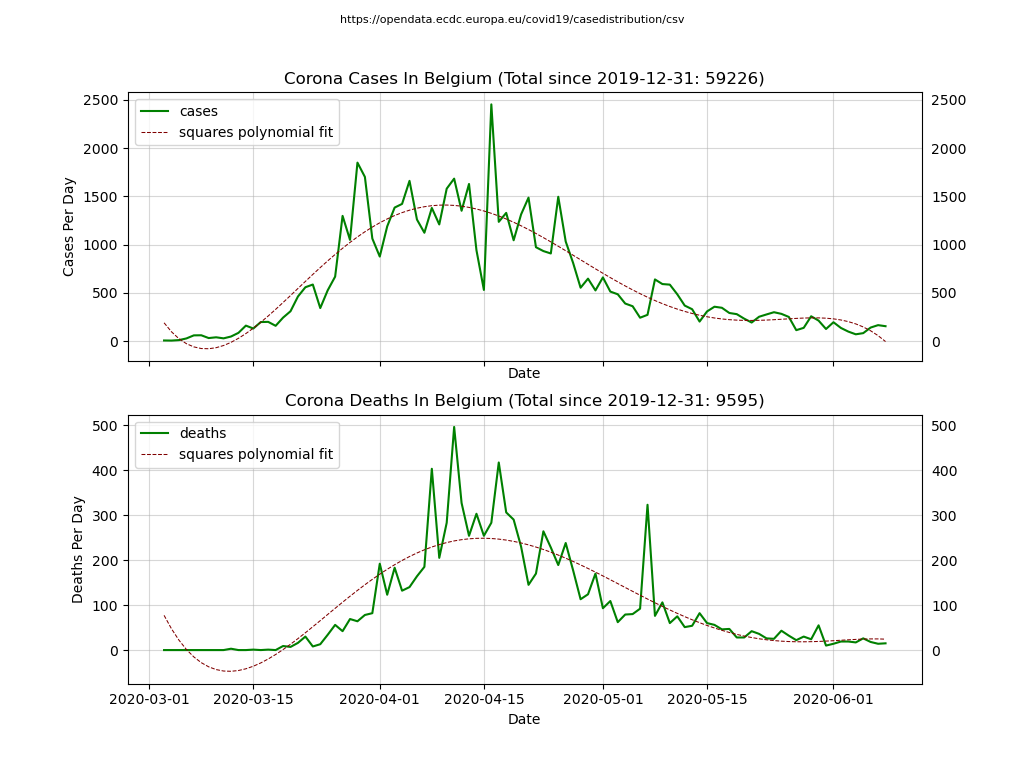 https://opendata.ecdc.europa.eu/covid19/casedistribution/csv
Corona Cases In Belgium (Total since 2019-12-31: 59226)
cases
squares polynomial fit
Cases Per Day
2500 2500
2000 2000
1500 1500
1000 1000
500 500
0 0
Date
Corona Deaths In Belgium (Total since 2019-12-31: 9595)
deaths
squares polynomial fit
Deaths Per Day
500 500
400 400
300 300
200 200
100 100
0 0
2020-03-01 2020-03-15 2020-04-01 2020-04-15 2020-05-01 2020-05-15 2020-06-01
Date